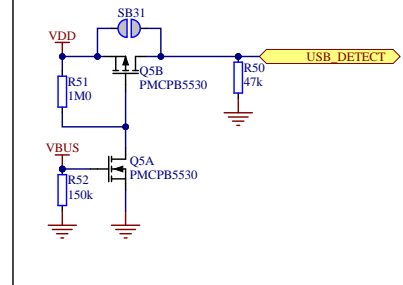 SB31
VDD
USB_DETECT
R51
1M0
Q5B
PMCPB5530
R50
47k
VBUS
Q5A
PMCPB5530
R52
150k